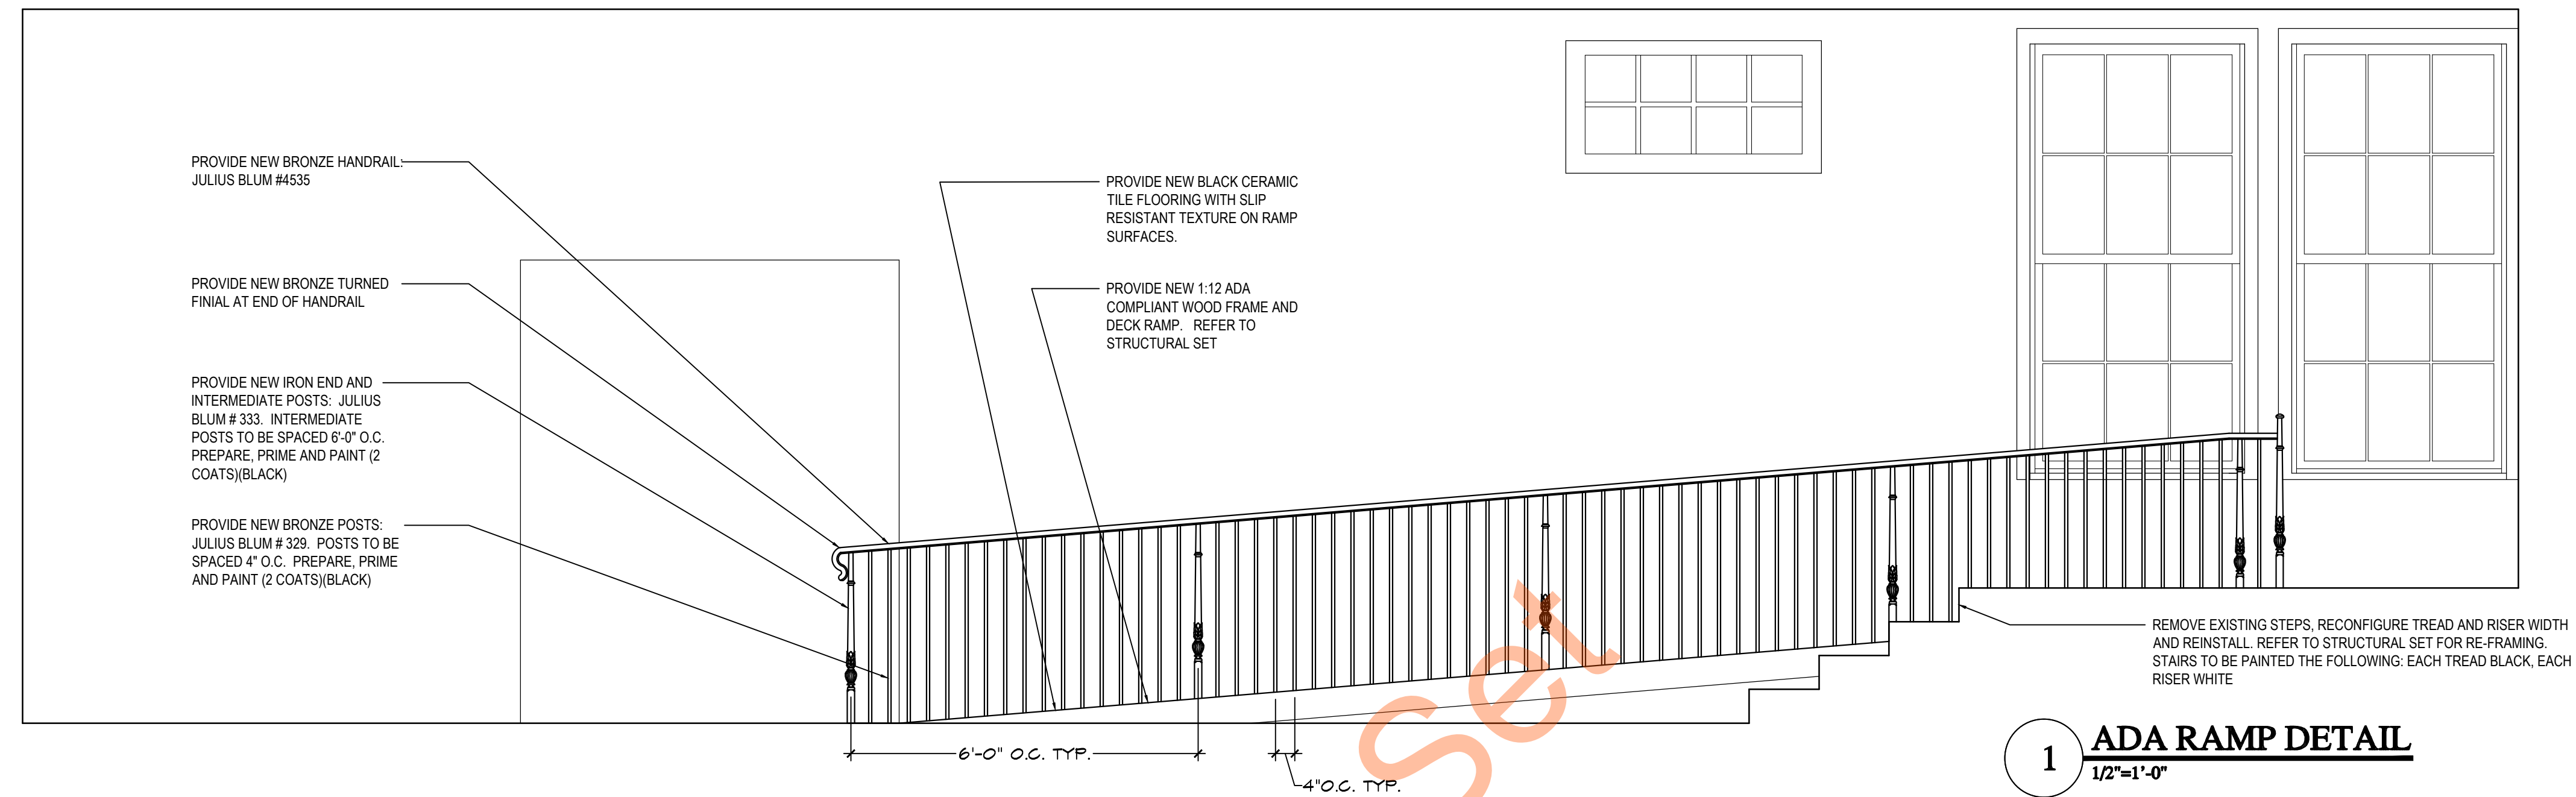 PROVIDE NEW BRONZE HANDRAIL:
JULIUS BLUM #4535
PROVIDE NEW BRONZE TURNED
FINIAL AT END OF HANDRAIL
PROVIDE NEW IRON END AND
INTERMEDIATE POSTS: JULIUS
BLUM # 333. INTERMEDIATE
POSTS TO BE SPACED 6'-0" O.C.
PREPARE, PRIME AND PAINT (2
COATS)(BLACK)
PROVIDE NEW BRONZE POSTS:
JULIUS BLUM # 329. POSTS TO BE
SPACED 4" O.C. PREPARE, PRIME
AND PAINT (2 COATS)(BLACK)
PROVIDE NEW BLACK CERAMIC
TILE FLOORING WITH SLIP
RESISTANT TEXTURE ON RAMP
SURFACES.
PROVIDE NEW 1:12 ADA
COMPLIANT WOOD FRAME AND
DECK RAMP. REFER TO
STRUCTURAL SET
REMOVE EXISTING STEPS, RECONFIGURE TREAD AND RISER WIDTH
AND REINSTALL. REFER TO STRUCTURAL SET FOR RE-FRAMING.
STAIRS TO BE PAINTED THE FOLLOWING: EACH TREAD BLACK, EACH
RISER WHITE
6'-0" O.C. TYP.
4"O.C. TYP.
Set
1 ADA RAMP DETAIL
1/2"=1'-0"